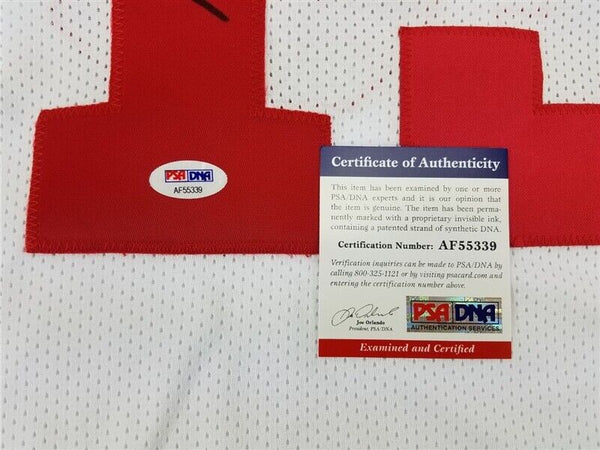 PSA DNA
AF55339
Certificate of Authenticity
This item has been examined by one or more
PSA/DNA experts and it is our opinion that
the item is genuine. The item has been perma-
nently marked with a proprietary invisible ink,
containing a patented strand of synthetic DNA.
Certification Number: AF55339
Verification inquiries can be made to PSA/DNA by
calling 800-325-1121 or by visiting psacard.com and
entering the certification number above.
Joe Orlando
President, PSA/DNA
PSA DNA
AUTHENTICATION SERVICES
Examined and Certified